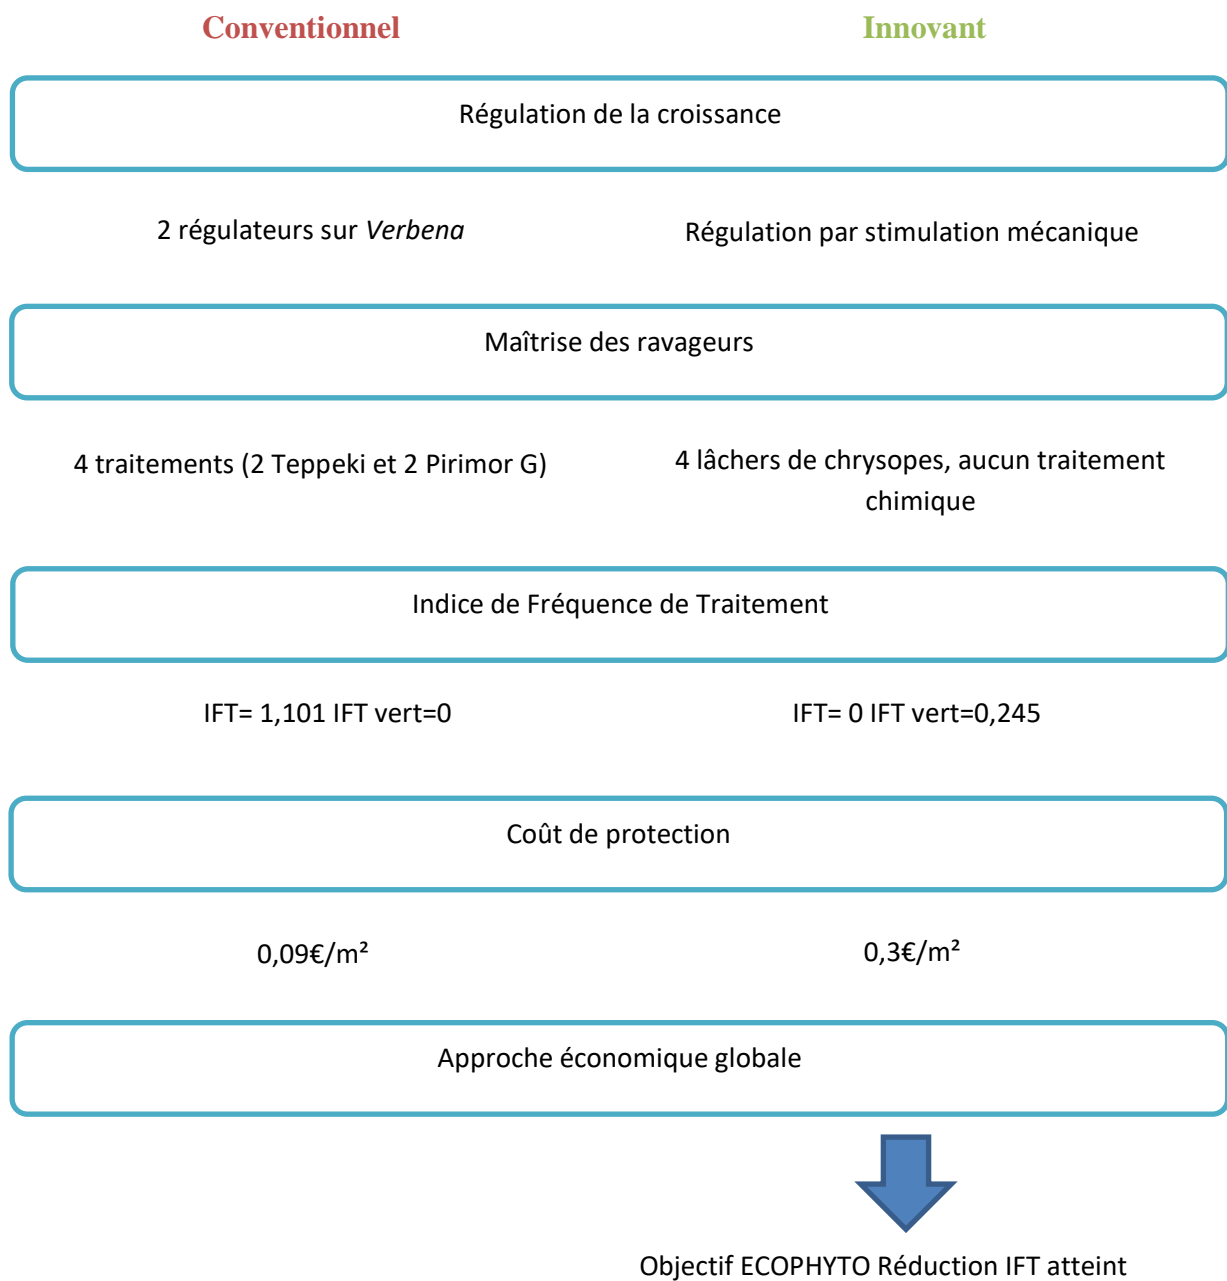 Conventionnel
Innovant
Régulation de la croissance
2 régulateurs sur Verbena
Régulation par stimulation mécanique
Maîtrise des ravageurs
4 traitements (2 Teppeki et 2 Pirimor G)
4 lâchers de chrysopes, aucun traitement
chimique
Indice de Fréquence de Traitement
IFT= 1,101 IFT vert=0
IFT= 0 IFT vert=0,245
Coût de protection
0,09€/m²
0,3€/m²
Approche économique globale
Objectif ECOPHYTO Réduction IFT atteint